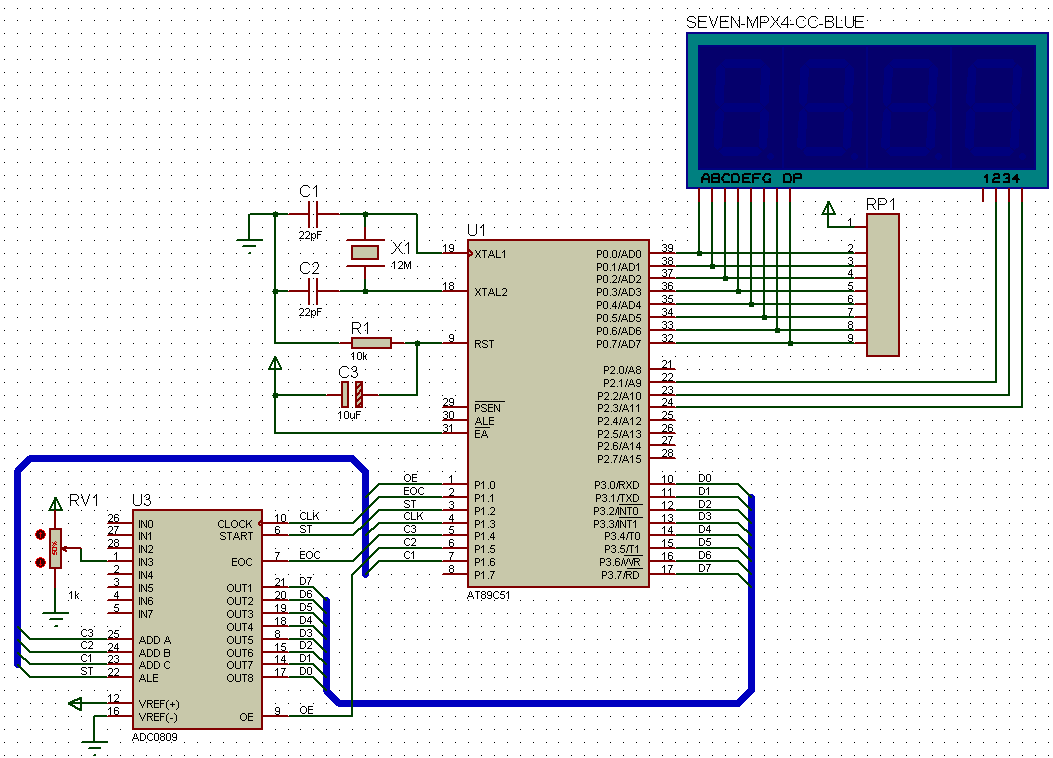 SEVEN-MPX4-CC-BLUE
ABCDEFG DP
1234
C1
22pF
X1
12M
C2
22pF
R1
10k
C3
10uF
U1
19 XTAL1
18 XTAL2
9 RST
29 PSEN
30 ALE
31 EA
OE 1 P1.0
EOC 2 P1.1
ST 3 P1.2
CLK 4 P1.3
C3 5 P1.4
C2 6 P1.5
C1 7 P1.6
8 P1.7
P0.0/AD0 39
P0.1/AD1 38
P0.2/AD2 37
P0.3/AD3 36
P0.4/AD4 35
P0.5/AD5 34
P0.6/AD6 33
P0.7/AD7 32
P2.0/A8 21
P2.1/A9 22
P2.2/A10 23
P2.3/A11 24
P2.4/A12 25
P2.5/A13 26
P2.6/A14 27
P2.7/A15 28
P3.0/RXD 10 D0
P3.1/TXD 11 D1
P3.2/INT0 12 D2
P3.3/INT1 13 D3
P3.4/T0 14 D4
P3.5/T1 15 D5
P3.6/WR 16 D6
P3.7/RD 17 D7
AT89C51
RP1
1
2
3
4
5
6
7
8
9
RV1
50%
1k
U3
26 IN0
27 IN1
28 IN2
1 IN3
2 IN4
3 IN5
4 IN6
5 IN7
C3 25 ADD A
C2 24 ADD B
C1 23 ADD C
ST 22 ALE
12 VREF(+)
16 VREF(-)
CLOCK 10 CLK
START 6 ST
EOC 7 EOC
OUT1 21 D7
OUT2 20 D6
OUT3 19 D5
OUT4 18 D4
OUT5 8 D3
OUT6 15 D2
OUT7 14 D1
OUT8 17 D0
OE 9 OE
ADC0809